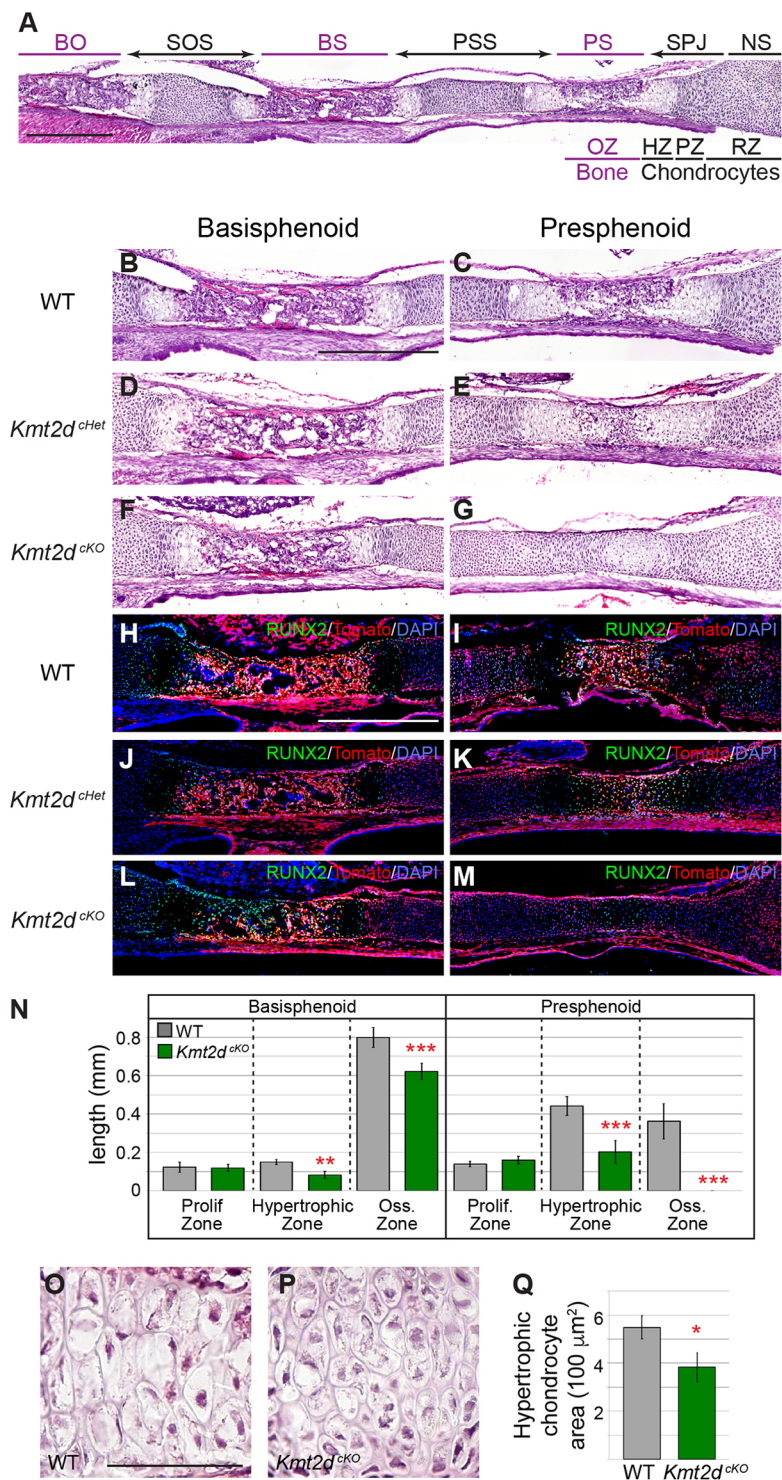 A
BO SOS BS PSS PS SPJ NS
OZ HZ PZ RZ
Bone Chondrocytes
Basisphenoid Presphenoid
WT B C
Kmt2d cHet D E
Kmt2d cKO F G
WT H RUNX2/Tomato/DAPI I RUNX2/Tomato/DAPI
Kmt2d cHet J RUNX2/Tomato/DAPI K RUNX2/Tomato/DAPI
Kmt2d cKO L RUNX2/Tomato/DAPI M RUNX2/Tomato/DAPI
N
Basisphenoid Presphenoid
WT
Kmt2d cKO
length (mm)
0.8
0.6
0.4
0.2
0
*** ** *** ***
Prolif Hypertrophic Oss. Prolif. Hypertrophic Oss.
Zone Zone Zone Zone Zone Zone
O P Q
WT Kmt2d cKO
Hypertrophic
chondrocyte
area (100 µm²)
6
4
2
*
WT Kmt2d cKO